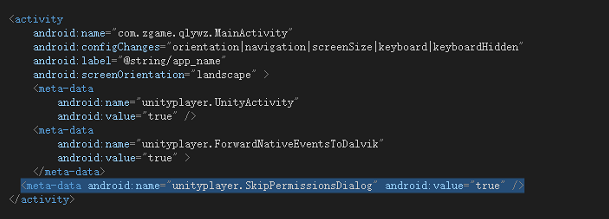 <activity
android:name="com.zgame.qlywz.MainActivity"
android:configChanges="orientation|navigation|screenSize|keyboard|keyboardHidden"
android:label="@string/app_name"
android:screenOrientation="landscape" >
<meta-data
android:name="unityplayer.UnityActivity"
android:value="true" />
<meta-data
android:name="unityplayer.ForwardNativeEventsToDalvik"
android:value="true" >
</meta-data>
<meta-data android:name="unityplayer.SkipPermissionsDialog" android:value="true" />
</activity>